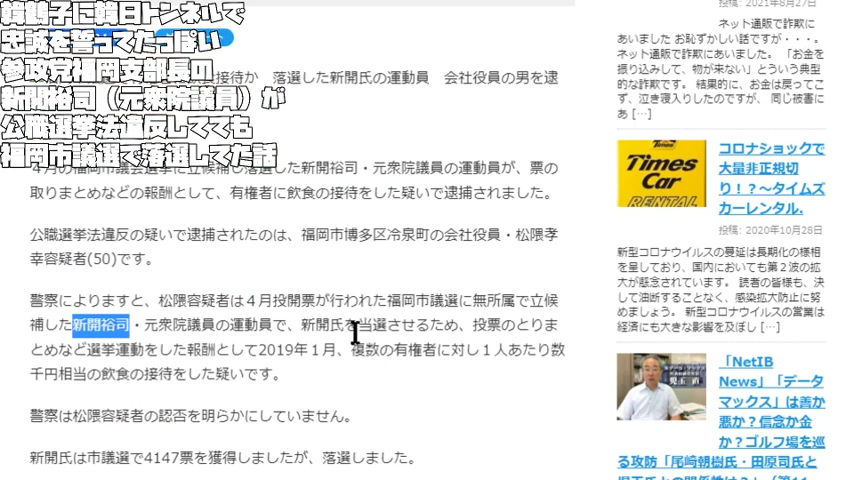 韓鶴子に韓日トンネルで
忠誠を誓ってたっぽい
参政党福岡支部長の
新開裕司（元衆院議員）が
公職選挙法違反してても
福岡市議選で落選してた話
接待か 落選した新開氏の運動員 会社役員の男を逮
４月の福岡市議会選挙に立候補し落選した新開裕司・元衆院議員の運動員が、票の
取りまとめなどの報酬として、有権者に飲食の接待をした疑いで逮捕されました。
公職選挙法違反の疑いで逮捕されたのは、福岡市博多区冷泉町の会社役員・松隈孝
幸容疑者(50)です。
警察によりますと、松隈容疑者は４月投開票が行われた福岡市議選に無所属で立候
補した新開裕司・元衆院議員の運動員で、新開氏を当選させるため、投票のとりま
とめなど選挙運動をした報酬として2019年１月、複数の有権者に対し１人あたり数
千円相当の飲食の接待をした疑いです。
警察は松隈容疑者の認否を明らかにしていません。
新開氏は市議選で4147票を獲得しましたが、落選しました。
投稿: 2021年8月27日
ネット通販で詐欺に
あいました お恥ずかしい話ですが・・・。
ネット通販で詐欺にあいました。 「お金を
振り込みして、物が来ない」とういう典型
的な詐欺です。 結果的に、お金は戻ってこ
ず、泣き寝入りしたのですが、 同じ被害に
あ […]
Times
Car
RENTAL
コロナショックで
大量非正規切
り！？～タイムズ
カーレンタル.
投稿: 2020年10月28日
新型コロナウイルスの蔓延は長期化の様相
を呈しており、国内においても第２波の拡
大が懸念されています。 読者の皆様も、決
して油断することなく、感染拡大防止に努
めましょう。 新型コロナウイルスの営業は
経済にも大きな影響を及ぼし […]
「NetIB
News」「データ
マックス」は善か
悪か？信念か金
か？ゴルフ場を巡
る攻防「尾崎朝樹氏・田原司氏と